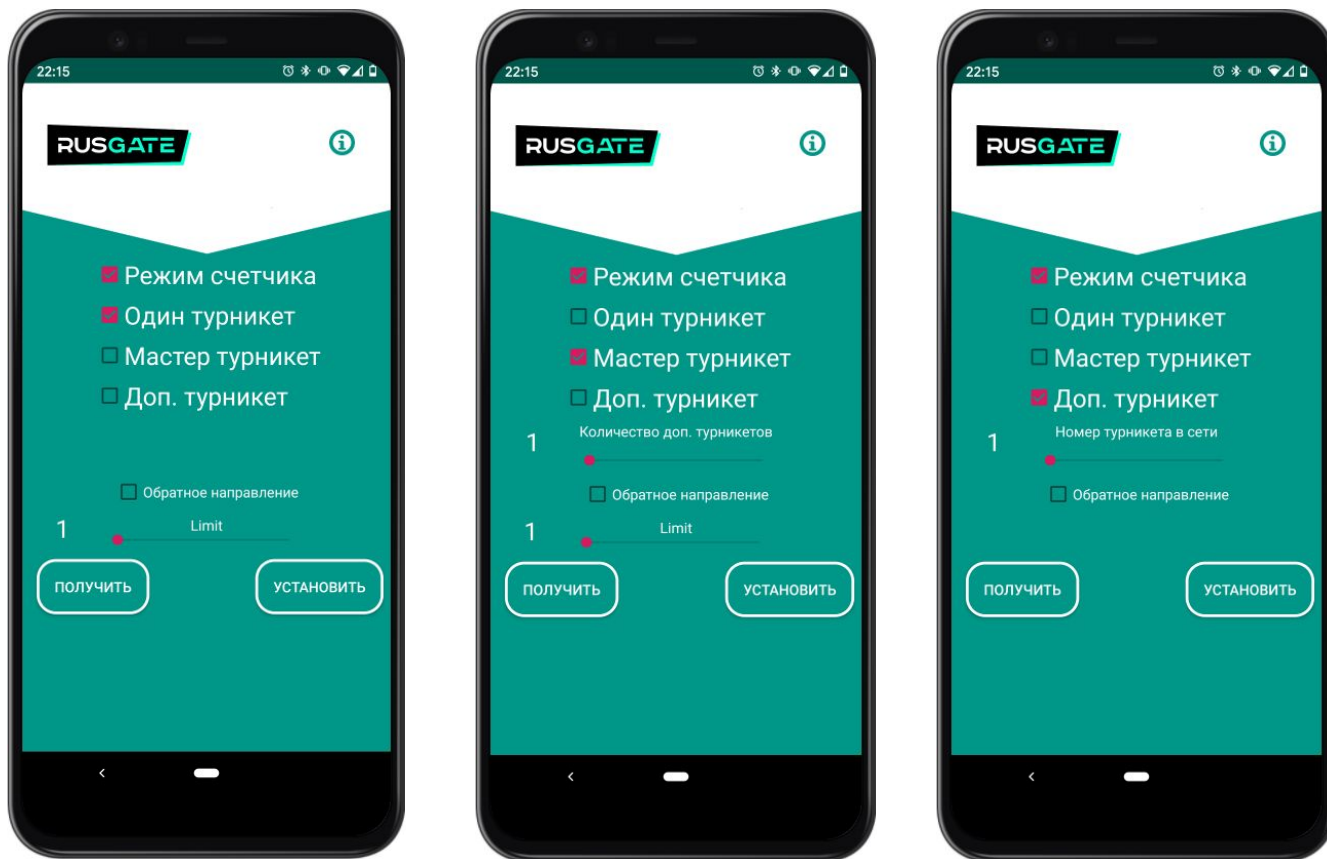 22:15
RUSGATE
Режим счетчика
Один турникет
Мастер турникет
Доп. турникет
Обратное направление
1
Limit
ПОЛУЧИТЬ
УСТАНОВИТЬ
22:15
RUSGATE
Режим счетчика
Один турникет
Мастер турникет
Доп. турникет
Количество доп. турникетов
1
Обратное направление
Limit
1
ПОЛУЧИТЬ
УСТАНОВИТЬ
22:15
RUSGATE
Режим счетчика
Один турникет
Мастер турникет
Доп. турникет
Номер турникета в сети
1
Обратное направление
ПОЛУЧИТЬ
УСТАНОВИТЬ